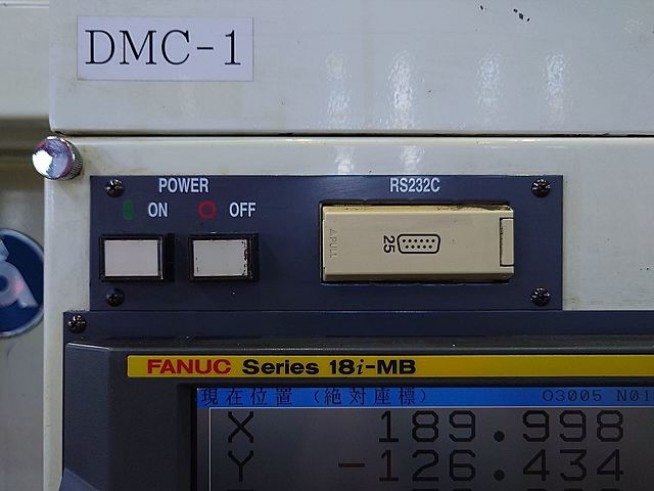 DMC-1
POWER
RS232C
ON OFF
△PULL
25
FANUC Series 18i-MB
現在位置 (絶対座標) O3005 N01
X 189.998
Y -126.434